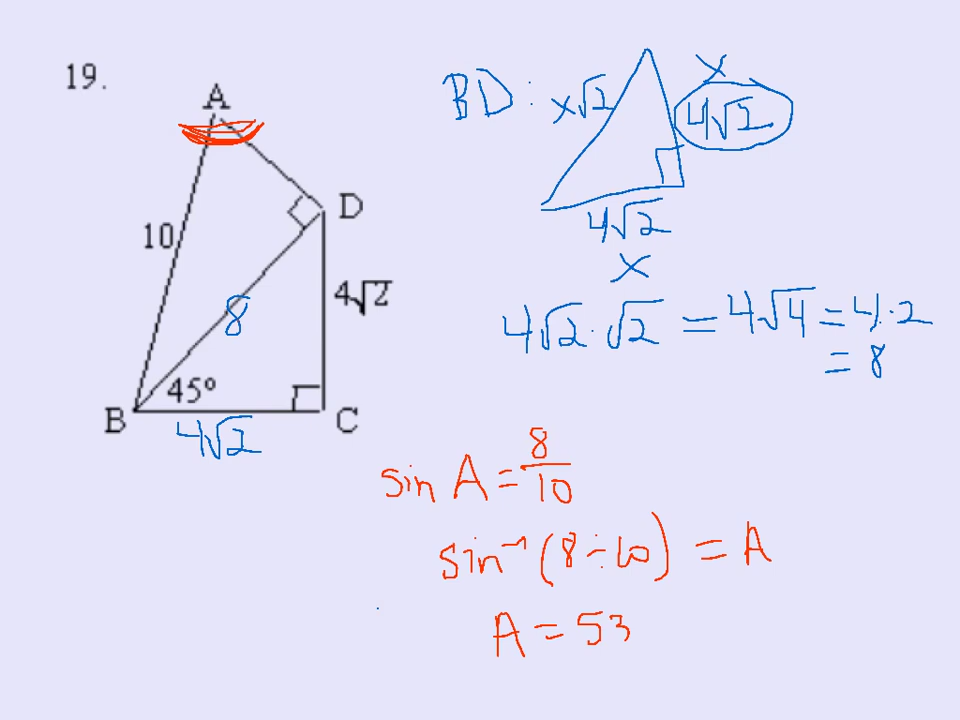 19.
A
D
10
8
4√2
45°
B
C
4√2
BD: x√2
x
4√2
4√2
x
4√2 · √2 = 4√4 = 4·2
= 8
sin A = 8/10
sin⁻¹(8÷10) = A
A = 53